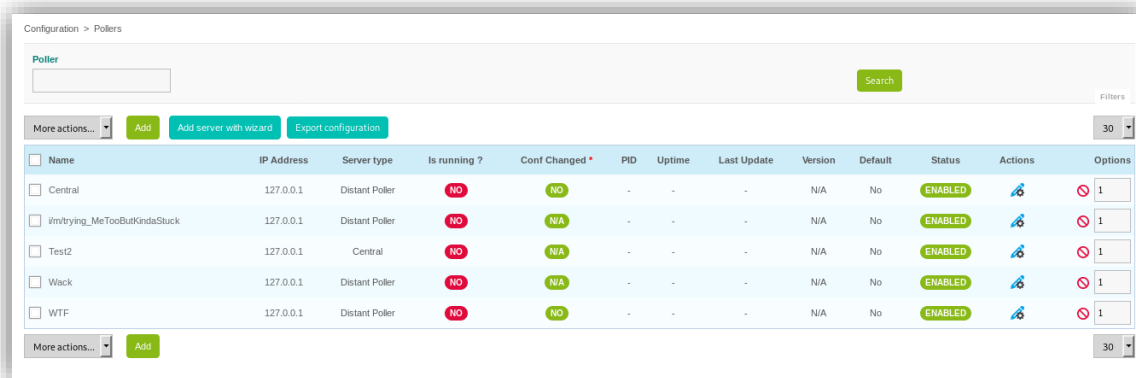 Configuration > Pollers
Poller
Search
Filters
More actions... Add Add server with wizard Export configuration 30
Name IP Address Server type Is running ? Conf Changed * PID Uptime Last Update Version Default Status Actions Options
Central 127.0.0.1 Distant Poller NO NO - - - N/A No ENABLED 1
i/m/trying_MeTooButKindaStuck 127.0.0.1 Distant Poller NO N/A - - - N/A No ENABLED 1
Test2 127.0.0.1 Central NO N/A - - - N/A No ENABLED 1
Wack 127.0.0.1 Distant Poller NO N/A - - - N/A No ENABLED 1
WTF 127.0.0.1 Distant Poller NO NO - - - N/A No ENABLED 1
More actions... Add 30